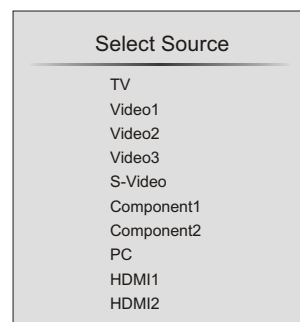 Select Source
TV
Video1
Video2
Video3
S-Video
Component1
Component2
PC
HDMI1
HDMI2